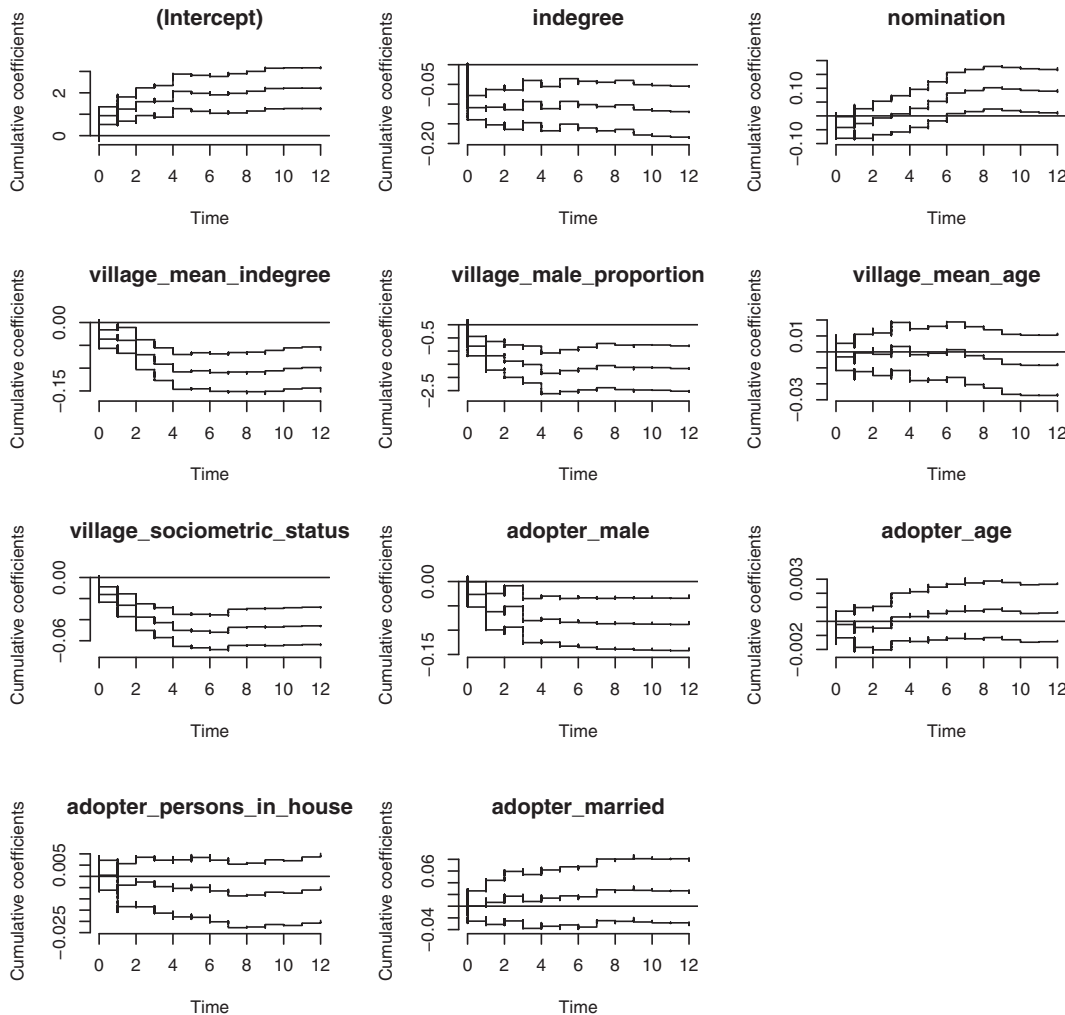 (Intercept)
Cumulative coefficients
2
0
0 2 4 6 8 10 12
Time
indegree
Cumulative coefficients
−0.05
−0.20
0 2 4 6 8 10 12
Time
nomination
Cumulative coefficients
0.10
−0.10
0 2 4 6 8 10 12
Time
village_mean_indegree
Cumulative coefficients
0.00
−0.15
0 2 4 6 8 10 12
Time
village_male_proportion
Cumulative coefficients
−0.5
−2.5
0 2 4 6 8 10 12
Time
village_mean_age
Cumulative coefficients
0.01
−0.03
0 2 4 6 8 10 12
Time
village_sociometric_status
Cumulative coefficients
0.00
−0.06
0 2 4 6 8 10 12
Time
adopter_male
Cumulative coefficients
0.00
−0.15
0 2 4 6 8 10 12
Time
adopter_age
Cumulative coefficients
0.003
−0.002
0 2 4 6 8 10 12
Time
adopter_persons_in_house
Cumulative coefficients
0.005
−0.025
0 2 4 6 8 10 12
Time
adopter_married
Cumulative coefficients
0.06
−0.04
0 2 4 6 8 10 12
Time